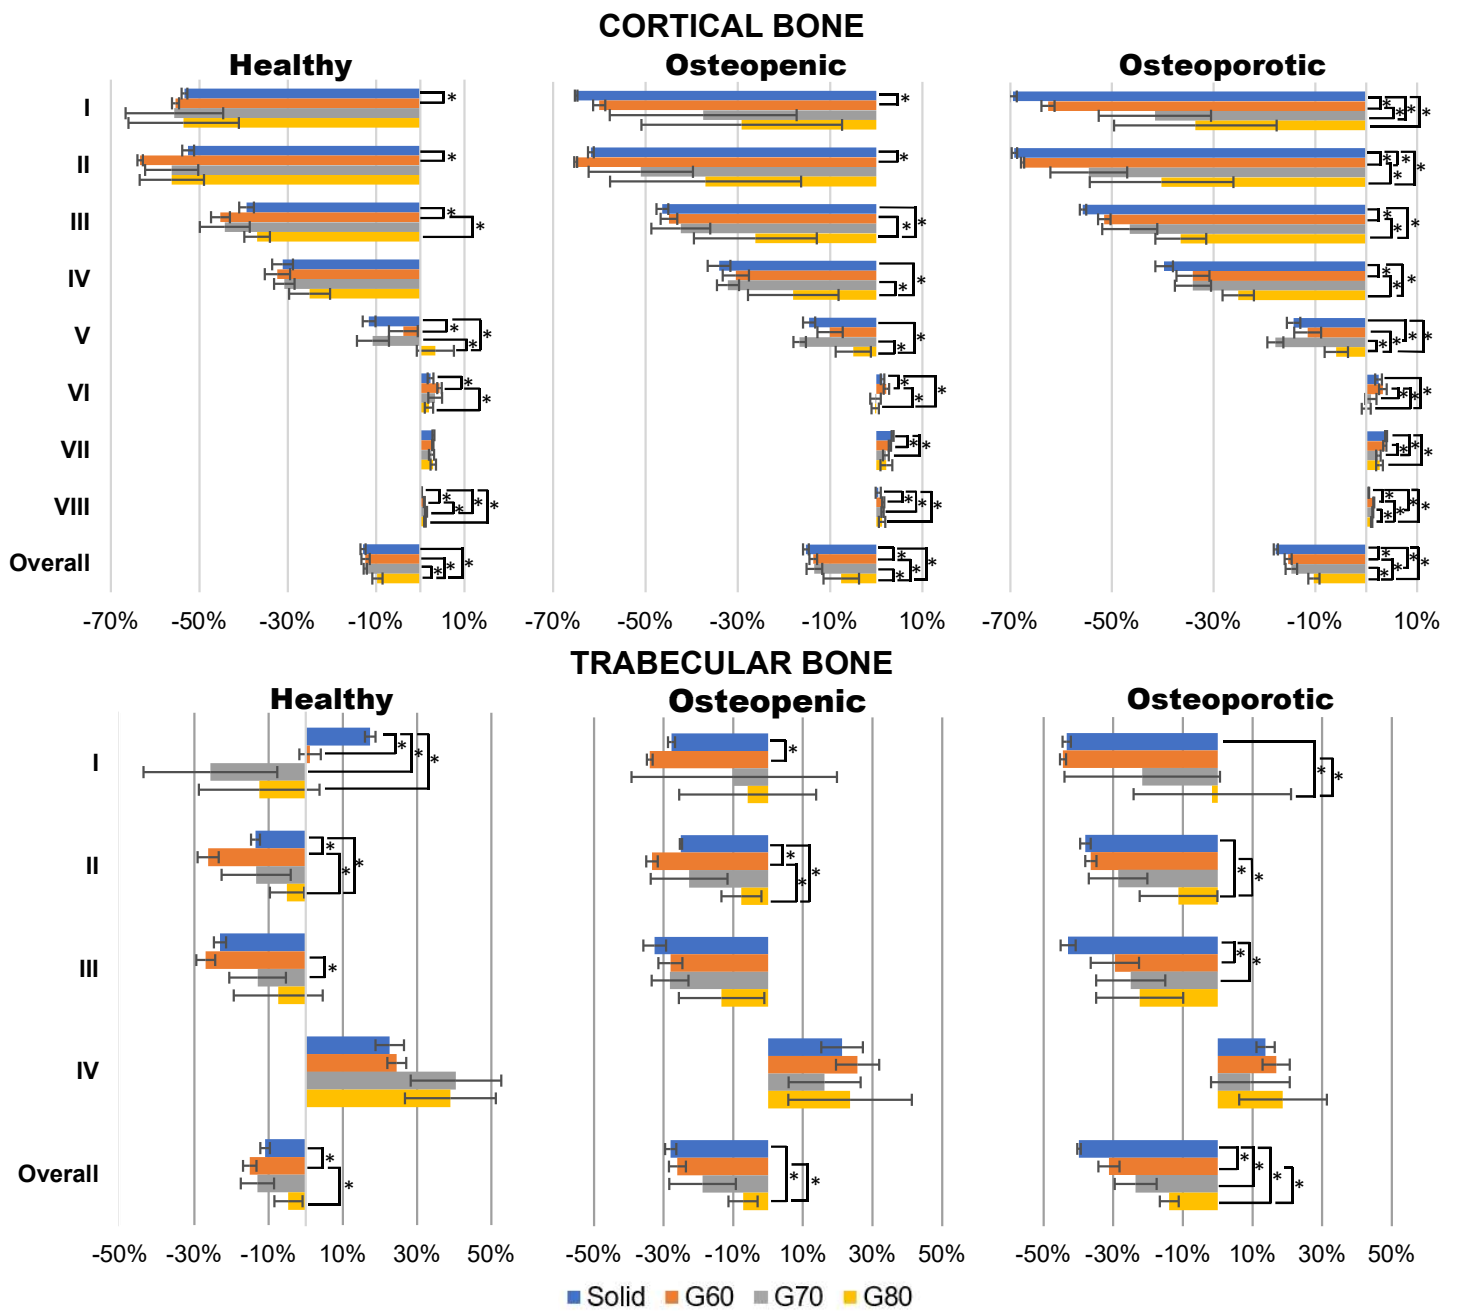 CORTICAL BONE
Healthy Osteopenic Osteoporotic
I
II
III
IV
V
VI
VII
VIII
Overall
-70% -50% -30% -10% 10% -70% -50% -30% -10% 10% -70% -50% -30% -10% 10%
TRABECULAR BONE
Healthy Osteopenic Osteoporotic
I
II
III
IV
Overall
-50% -30% -10% 10% 30% 50% -50% -30% -10% 10% 30% 50% -50% -30% -10% 10% 30% 50%
Solid G60 G70 G80